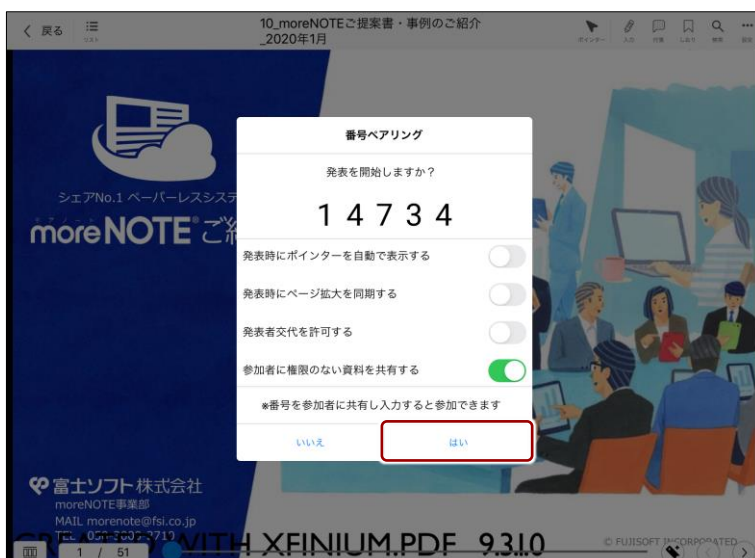 戻る
リスト
10_moreNOTEご提案書・事例のご紹介
_2020年1月
ポインター
入力
付箋
しおり
検索
シェアNo.1 ペーパーレスシステ
moreNOTE ご紹
番号ペアリング
発表を開始しますか?
14734
発表時にポインターを自動で表示する
発表時にページ拡大を同期する
発表者交代を許可する
参加者に権限のない資料を共有する
※番号を参加者に共有し入力すると参加できます
いいえ
はい
富士ソフト株式会社
moreNOTE事業部
MAIL morenote@fsi.co.jp
1 / 51
WITH XFINIUM.PDF 9.3.1.0
© FUJISOFT INCORPORATED